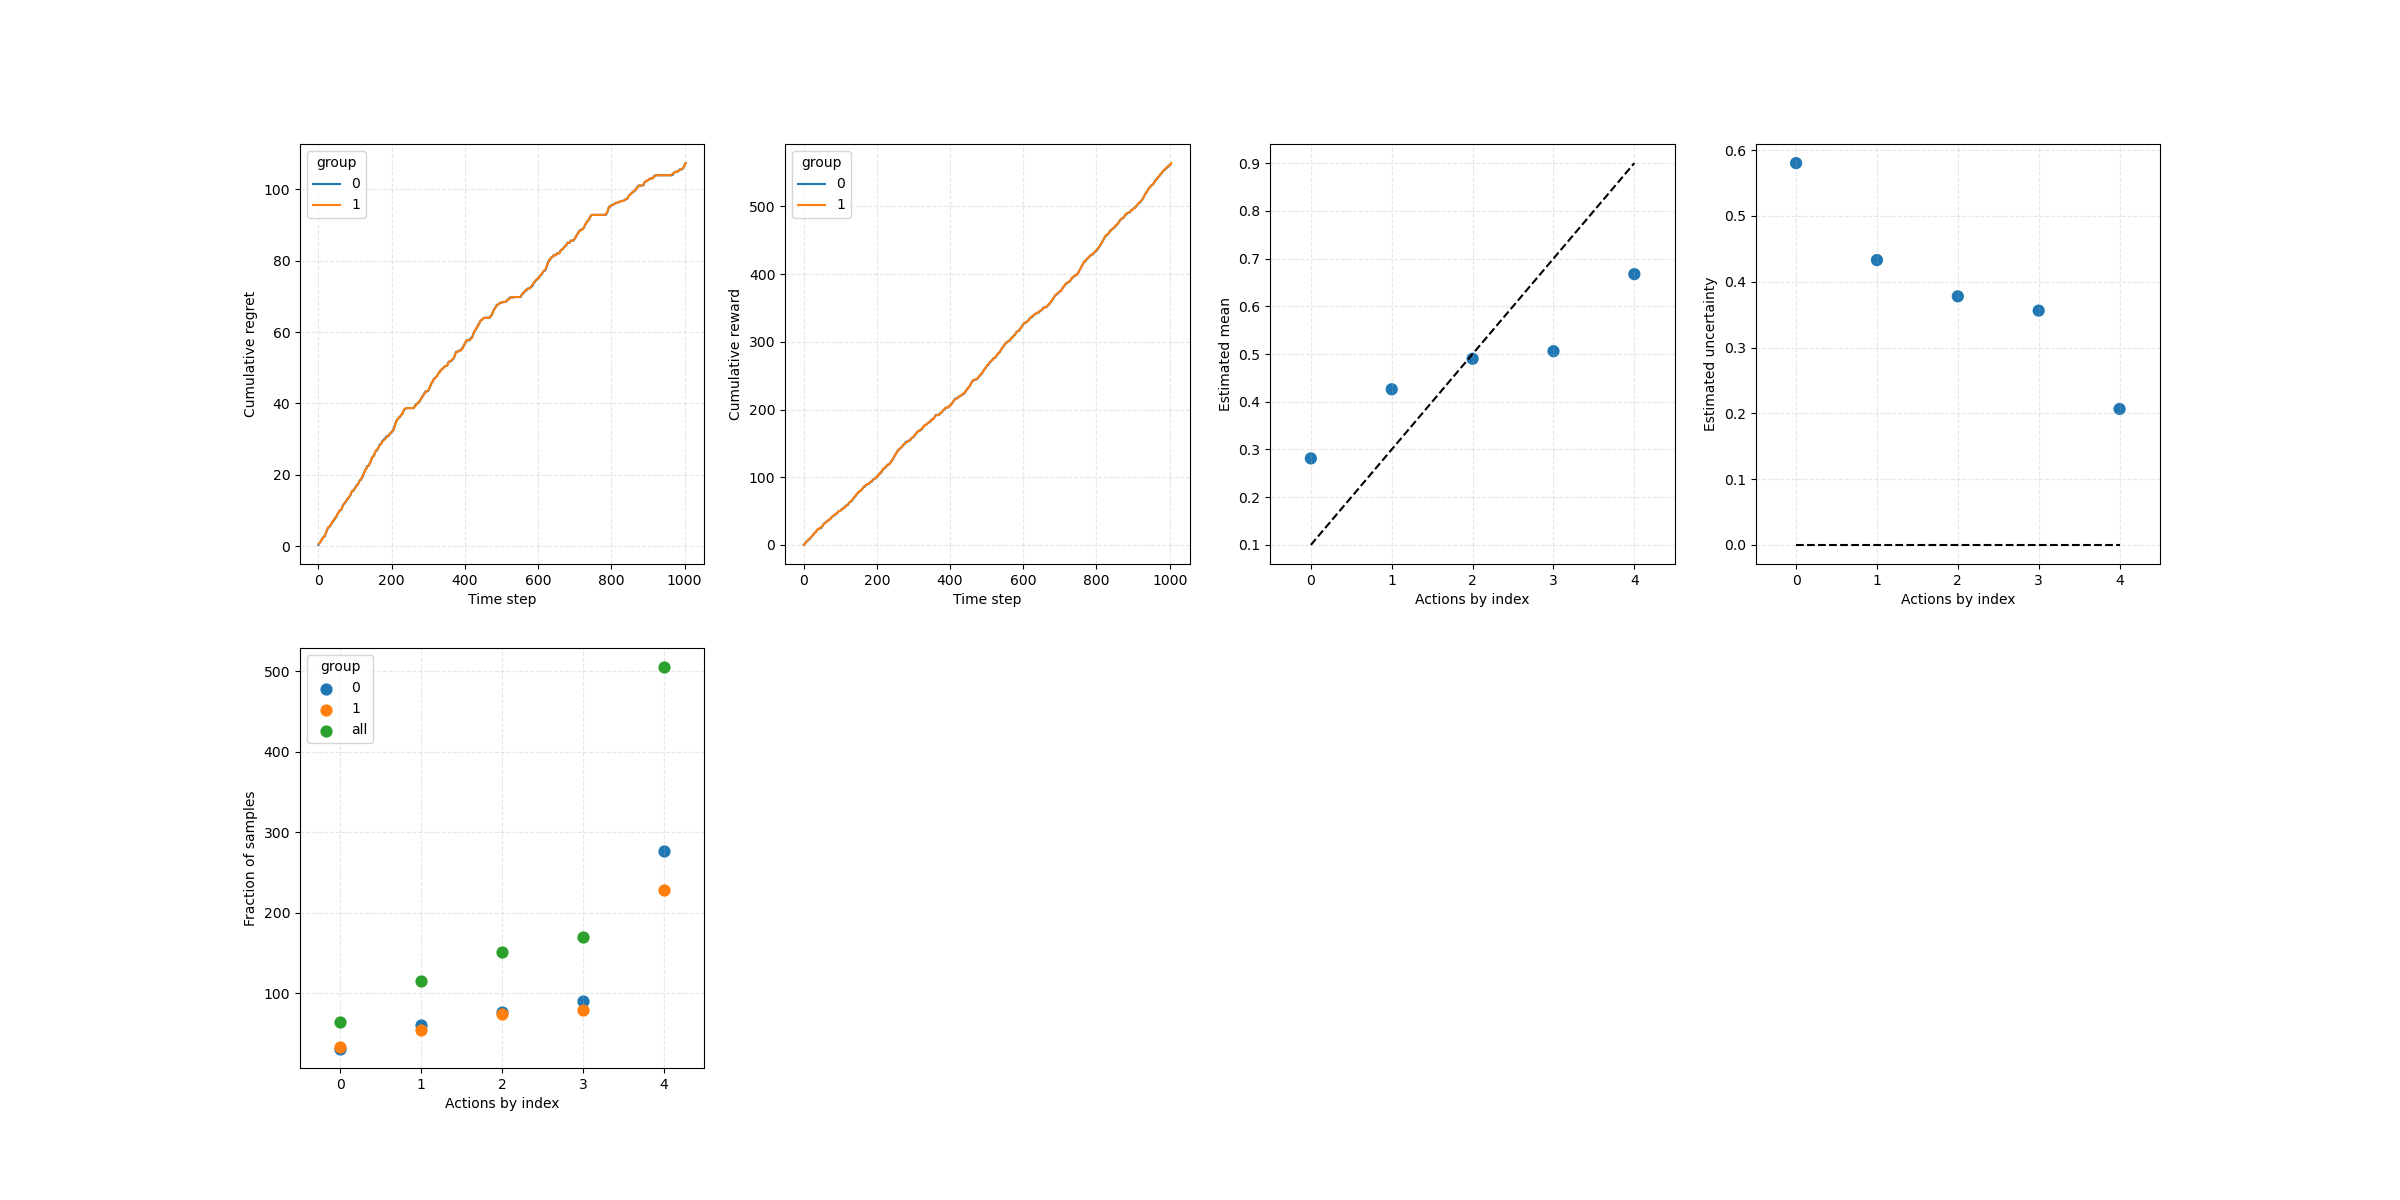 group
0
1
100
80
60
40
20
0
Cumulative regret
0 200 400 600 800 1000
Time step
group
0
1
500
400
300
200
100
0
Cumulative reward
0 200 400 600 800 1000
Time step
0.9
0.8
0.7
0.6
0.5
0.4
0.3
0.2
0.1
Estimated mean
0 1 2 3 4
Actions by index
0.6
0.5
0.4
0.3
0.2
0.1
0.0
Estimated uncertainty
0 1 2 3 4
Actions by index
group
0
1
all
500
400
300
200
100
Fraction of samples
0 1 2 3 4
Actions by index